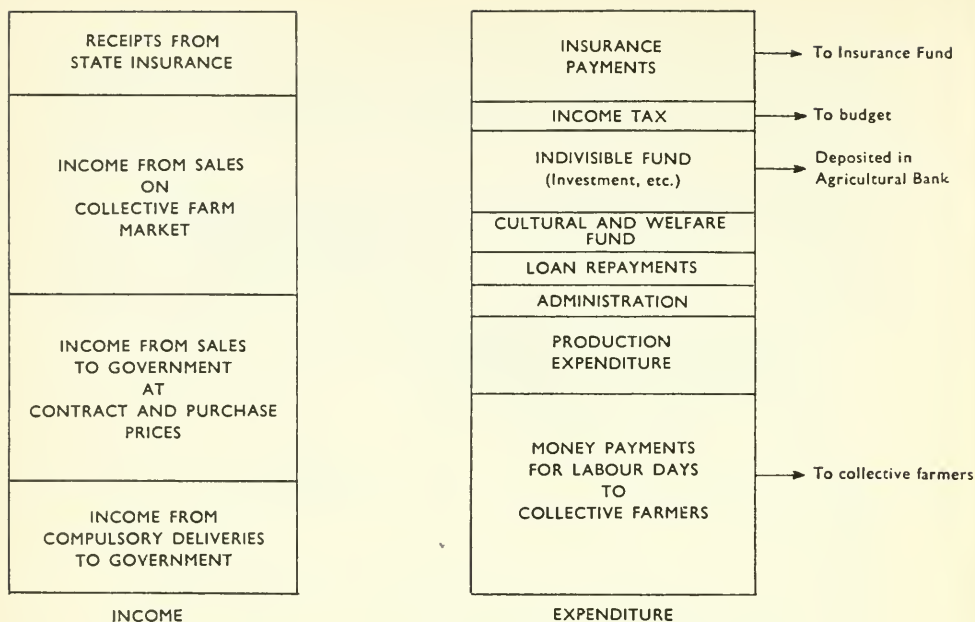 RECEIPTS FROM
STATE INSURANCE
INCOME FROM SALES
ON
COLLECTIVE FARM
MARKET
INCOME FROM SALES
TO GOVERNMENT
AT
CONTRACT AND PURCHASE
PRICES
INCOME FROM
COMPULSORY DELIVERIES
TO GOVERNMENT
INCOME
INSURANCE
PAYMENTS
To Insurance Fund
INCOME TAX
To budget
INDIVISIBLE FUND
(Investment, etc.)
Deposited in
Agricultural Bank
CULTURAL AND WELFARE
FUND
LOAN REPAYMENTS
ADMINISTRATION
PRODUCTION
EXPENDITURE
MONEY PAYMENTS
FOR LABOUR DAYS
TO
COLLECTIVE FARMERS
To collective farmers
EXPENDITURE